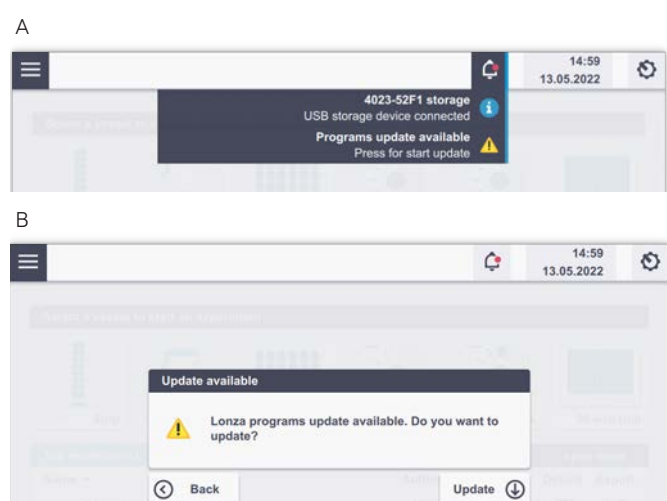 A
14:59
13.05.2022
4023-52F1 storage
USB storage device connected
Programs update available
Press for start update
B
14:59
13.05.2022
Update available
Lonza programs update available. Do you want to
update?
Back
Update